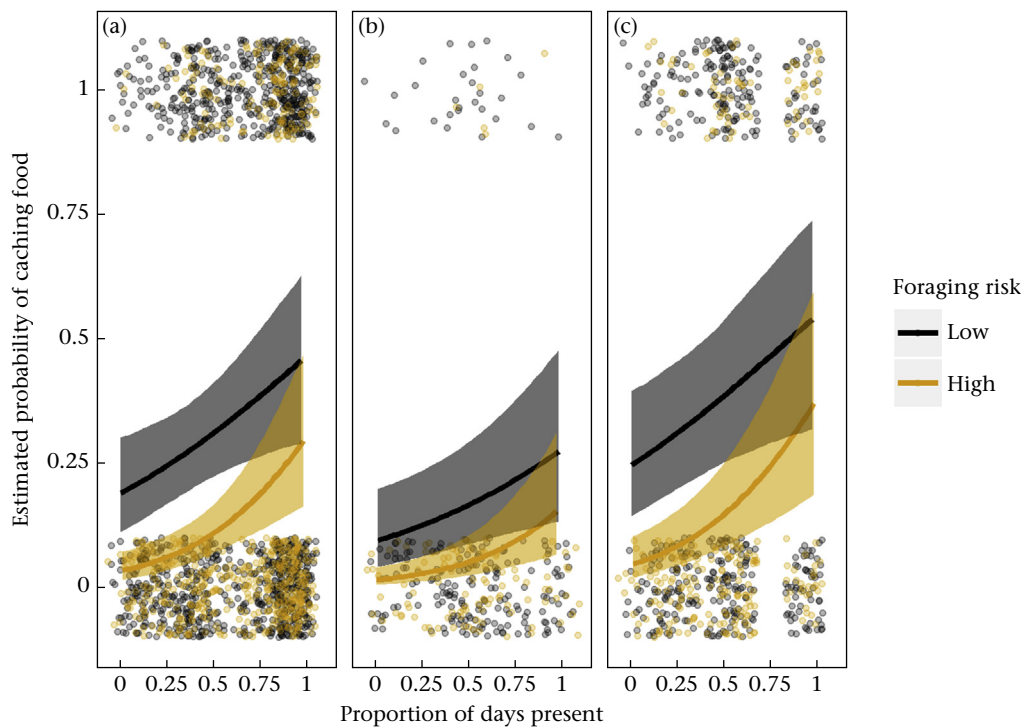 (a)
(b)
(c)
Estimated probability of caching food
1
0.75
0.5
0.25
0
0 0.25 0.5 0.75 1
0 0.25 0.5 0.75 1
0 0.25 0.5 0.75 1
Proportion of days present
Foraging risk
Low
High